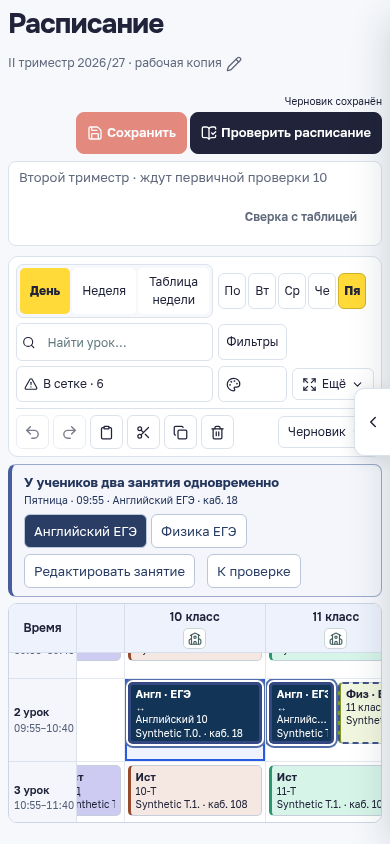 Расписание
II триместр 2026/27 · рабочая копия
Черновик сохранён
Сохранить
Проверить расписание
Второй триместр · ждут первичной проверки 10
Сверка с таблицей
День
Неделя
Таблица
недели
По
Вт
Ср
Че
Пя
Найти урок...
Фильтры
В сетке · 6
Ещё
Черновик
У учеников два занятия одновременно
Пятница · 09:55 · Английский ЕГЭ · каб. 18
Английский ЕГЭ
Физика ЕГЭ
Редактировать занятие
К проверке
Время
10 класс
11 класс
2 урок
09:55–10:40
Англ · ЕГЭ
↔
Английский 10
Synthetic T.0. · каб. 18
Англ · ЕГЭ
↔
Английс...
Synthetic T
Физ · Е
11 клас
Synthe
3 урок
10:55–11:40
Ист
10-Т
Synthetic T.1. · каб. 108
Ист
11-Т
Synthetic T.1. · каб. 10